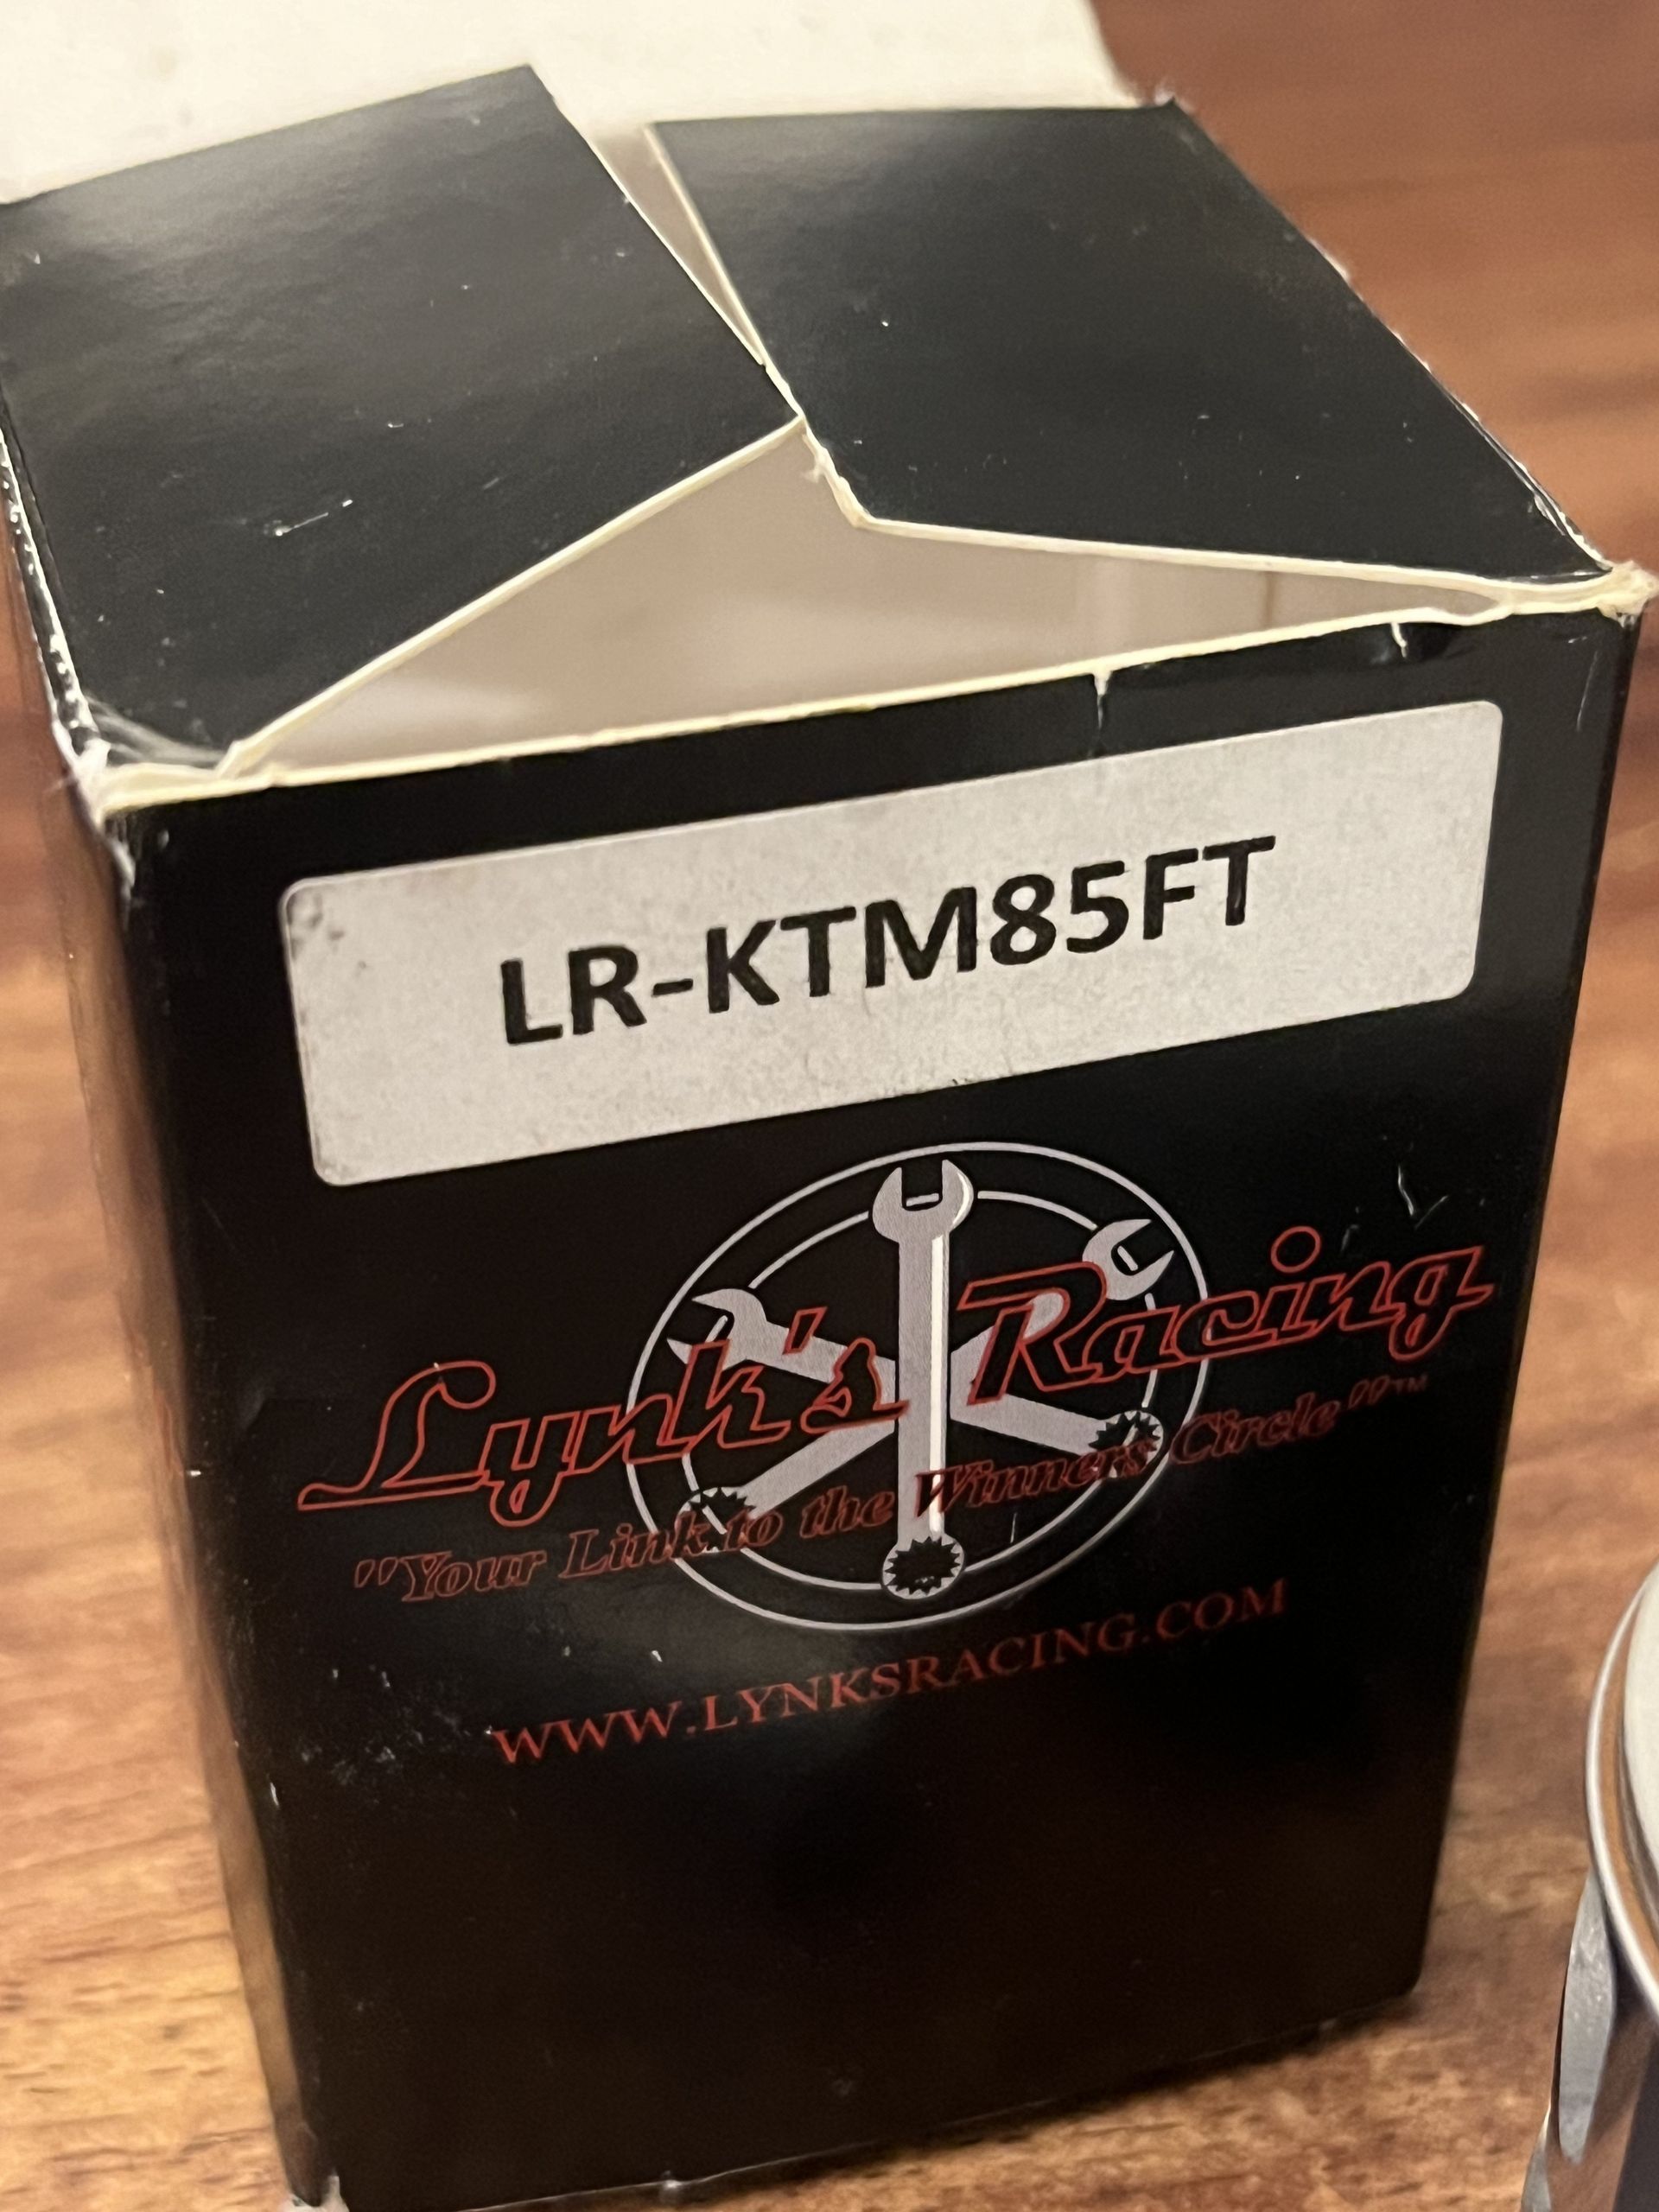 LR-KTM85FT
Lynk's Racing
"Your Link to the Winners Circle"™
WWW.LYNKSRACING.COM